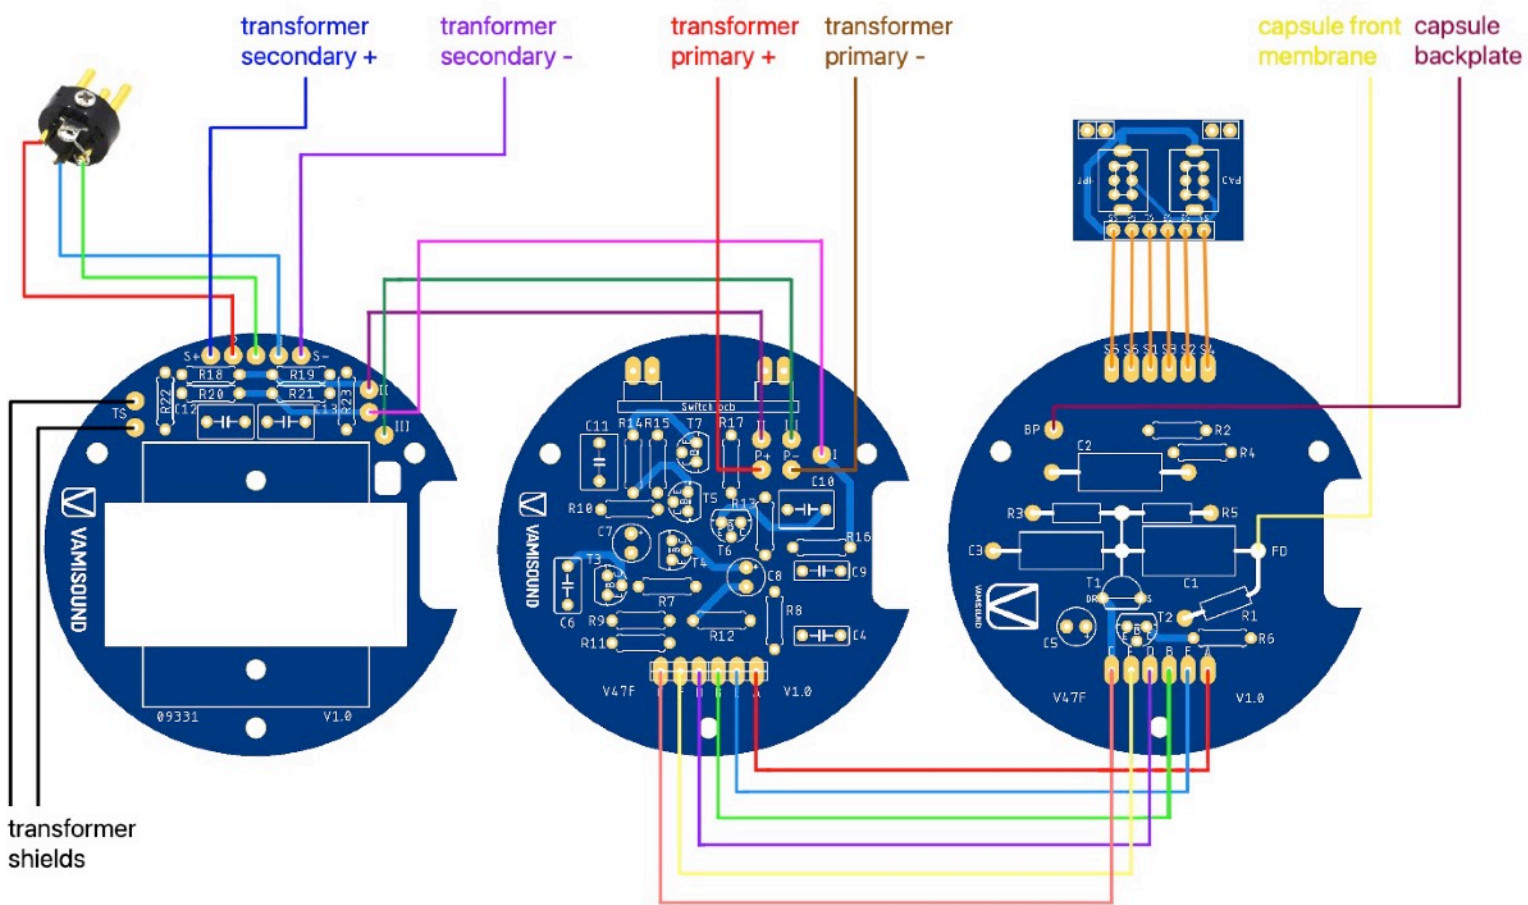 transformer
secondary +
tranformer
secondary -
transformer
primary +
transformer
primary -
capsule front
membrane
capsule
backplate
PAD
S5 S6 S1 S3 S2 S4
S+
S-
R18
R19
R20
R21
R22
R23
C12
C13
TS
II
III
VAMISOUND
09331
V1.0
Switch pcb
C11
R14
R15
T7
R17
II
P+
P-
I
C10
R10
T5
R13
C7
T6
R16
T3
T4
C8
C9
R7
C6
R9
R8
R11
R12
C4
C F D B E A
V47F
V1.0
VAMISOUND
BP
R2
C2
R4
R3
R5
C3
C1
FD
T1
T2
R1
C5
R6
C F D B E A
V47F
V1.0
VAMISOUND
transformer
shields